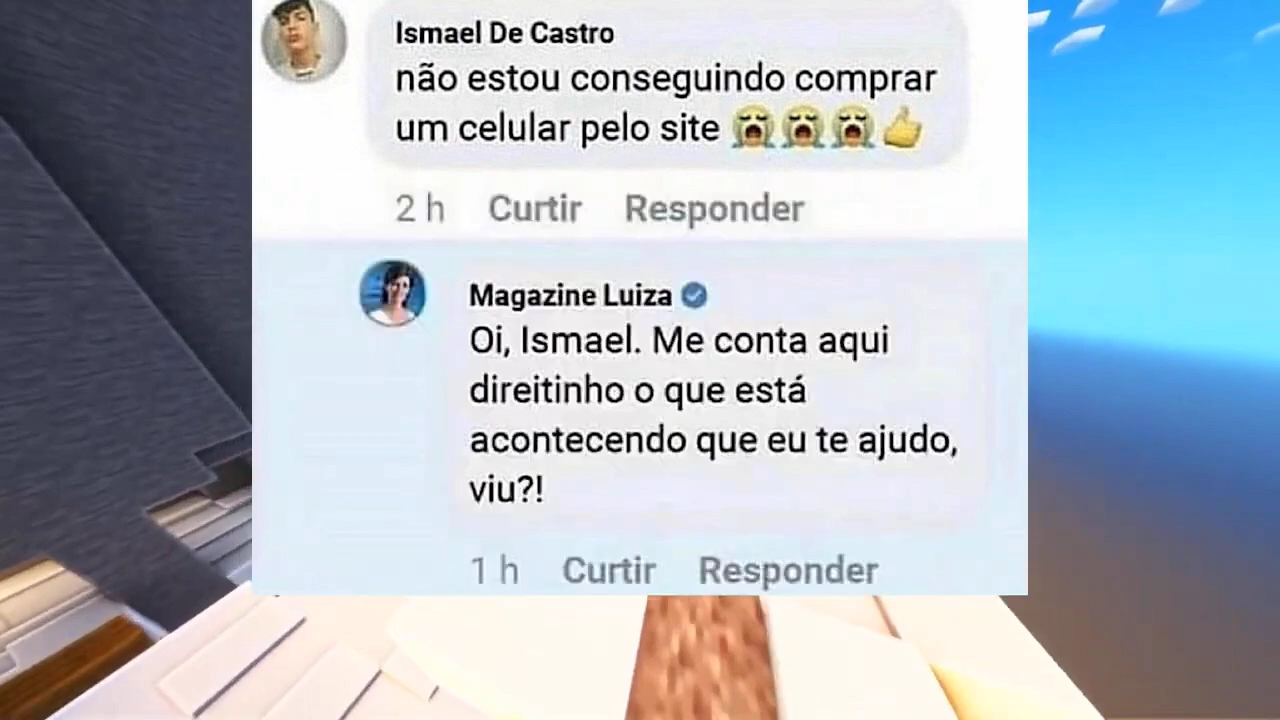 Ismael De Castro
não estou conseguindo comprar
um celular pelo site 😭😭😭👍
2 h Curtir Responder
Magazine Luiza
Oi, Ismael. Me conta aqui
direitinho o que está
acontecendo que eu te ajudo,
viu?!
1 h Curtir Responder